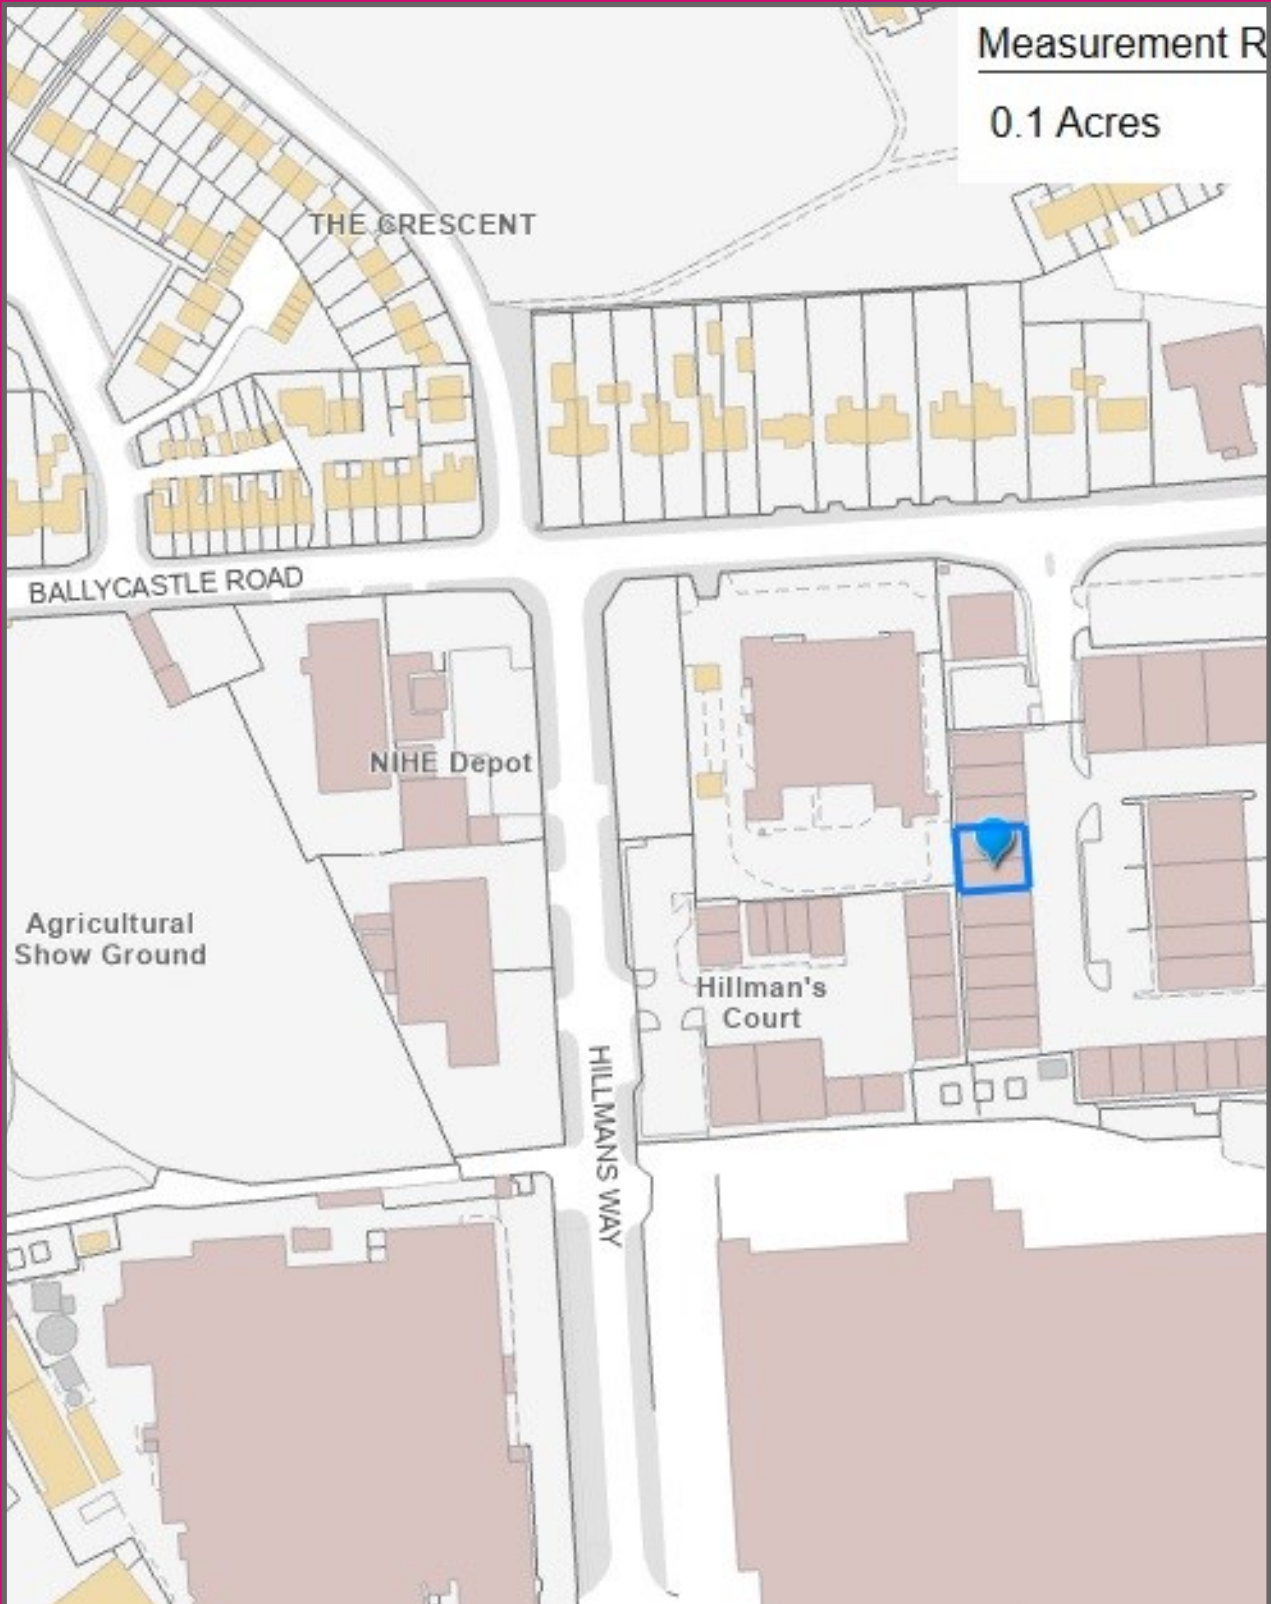 Measurement R
0.1 Acres
THE CRESCENT
BALLYCASTLE ROAD
NIHE Depot
Agricultural
Show Ground
Hillman's
Court
HILLMANS WAY